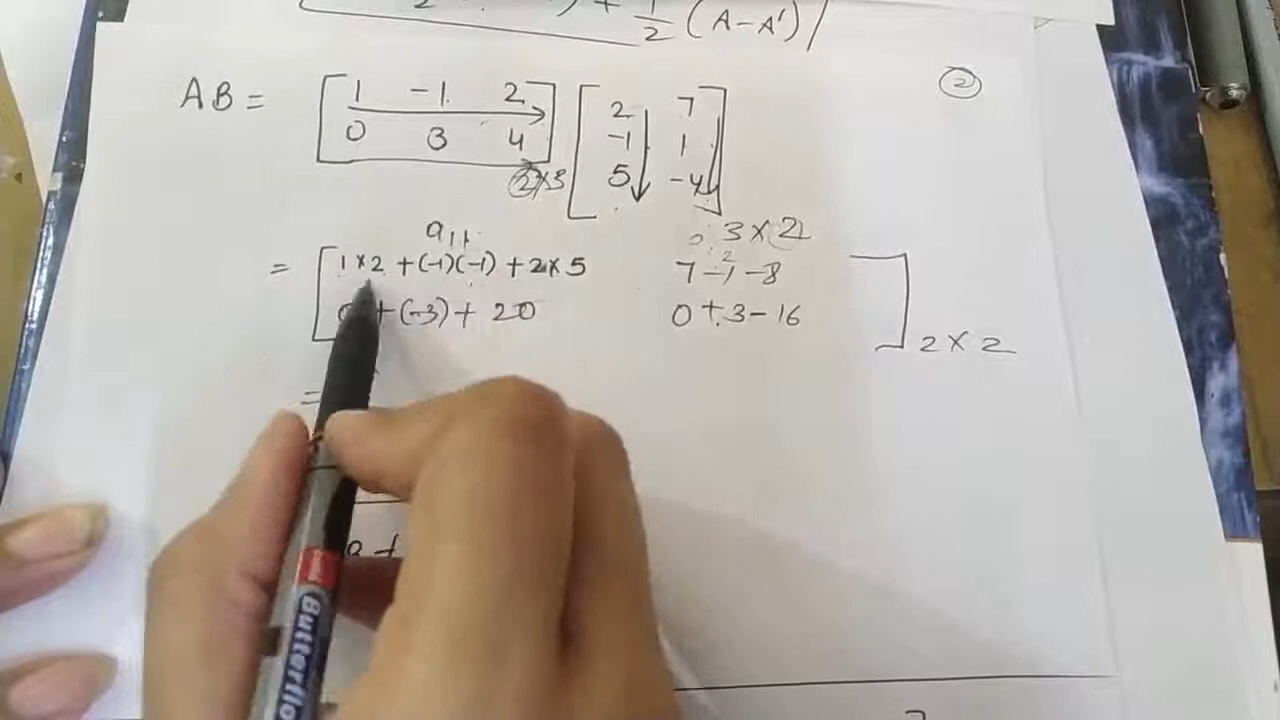 2 ) + 1/2 (A-A')
2
AB = [ 1 -1 2
0 3 4 ] 2×3 [ 2 7
-1 1
5 -4 ] 3×2
a11
= [ 1×2 +(-1)(-1) + 2×5 7-1-8
+(-3)+ 20 0+3-16 ] 2×2
=
a +
Butterflo